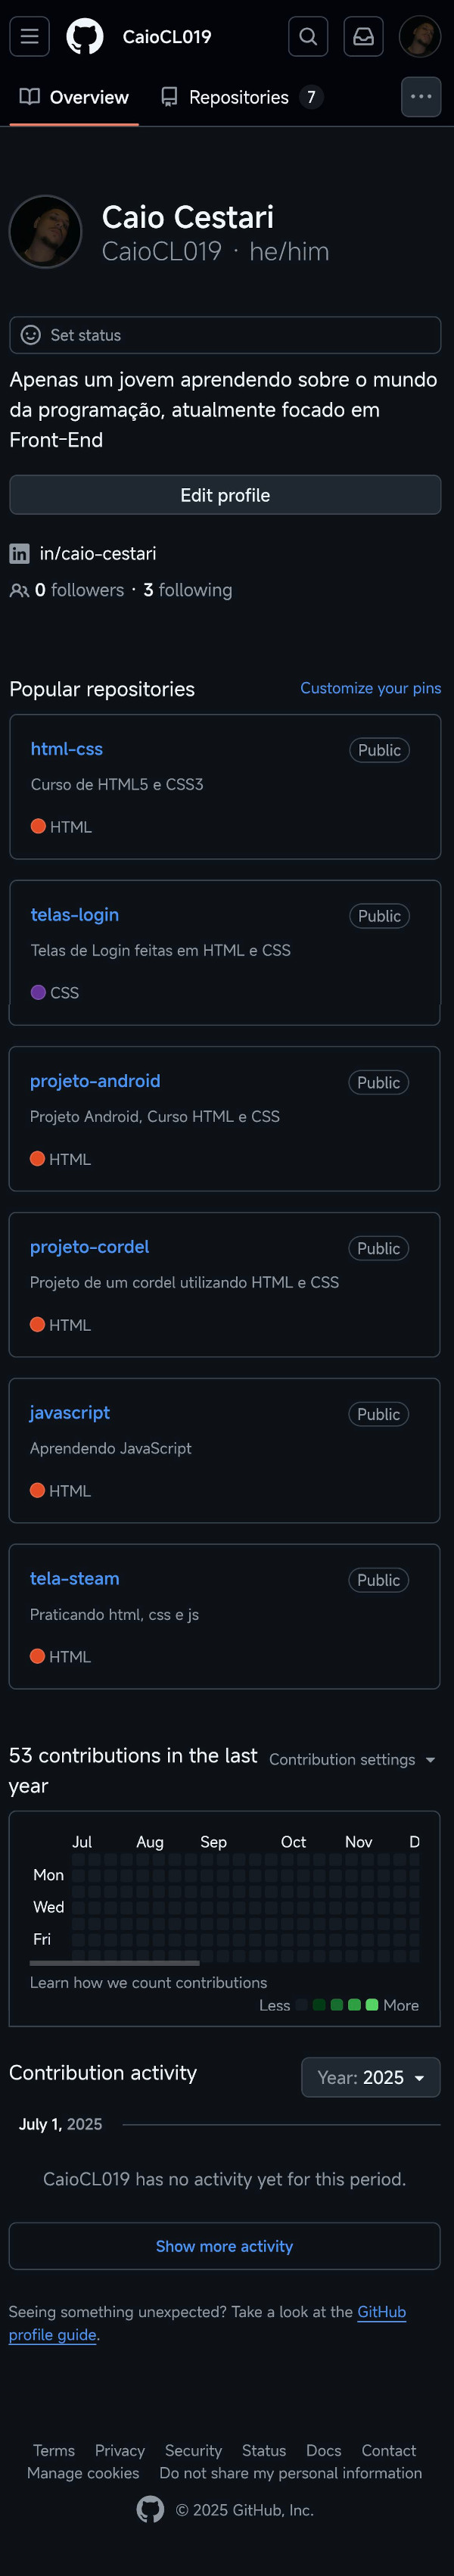 CaioCL019
Overview
Repositories 7
Caio Cestari
CaioCL019 · he/him
Set status
Apenas um jovem aprendendo sobre o mundo
da programação, atualmente focado em
Front-End
Edit profile
in/caio-cestari
0 followers · 3 following
Popular repositories
Customize your pins
html-css
Public
Curso de HTML5 e CSS3
HTML
telas-login
Public
Telas de Login feitas em HTML e CSS
CSS
projeto-android
Public
Projeto Android, Curso HTML e CSS
HTML
projeto-cordel
Public
Projeto de um cordel utilizando HTML e CSS
HTML
javascript
Public
Aprendendo JavaScript
HTML
tela-steam
Public
Praticando html, css e js
HTML
53 contributions in the last
year
Contribution settings
Jul Aug Sep Oct Nov D
Mon
Wed
Fri
Learn how we count contributions
Less More
Contribution activity
Year: 2025
July 1, 2025
CaioCL019 has no activity yet for this period.
Show more activity
Seeing something unexpected? Take a look at the GitHub
profile guide.
Terms Privacy Security Status Docs Contact
Manage cookies Do not share my personal information
© 2025 GitHub, Inc.